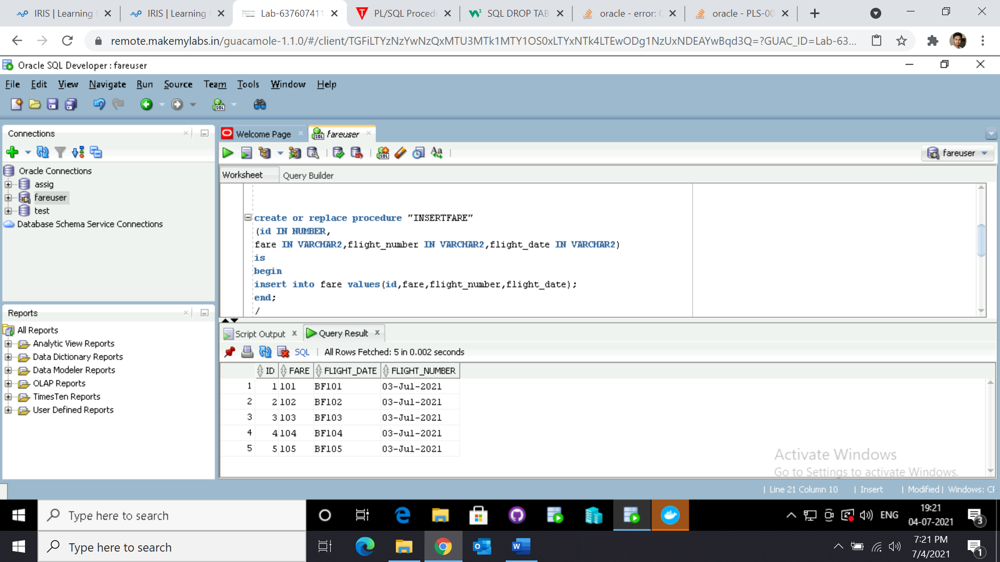 IRIS | Learning
IRIS | Learning
Lab-637607411
PL/SQL Procedu
SQL DROP TAB
oracle - error: O
oracle - PLS-00
remote.makemylabs.in/guacamole-1.1.0/#/client/TGFiLTYzNzYwNzQxMTU3MTk1MTY1OS0xLTYxNTk4LTEwODg1NzUxNDEAYwBqd3Q=?GUAC_ID=Lab-63...
Oracle SQL Developer : fareuser
File Edit View Navigate Run Source Team Tools Window Help
Connections
Oracle Connections
assig
fareuser
test
Database Schema Service Connections
Reports
All Reports
Analytic View Reports
Data Dictionary Reports
Data Modeler Reports
OLAP Reports
TimesTen Reports
User Defined Reports
Welcome Page
fareuser
fareuser
Worksheet
Query Builder
create or replace procedure "INSERTFARE"
(id IN NUMBER,
fare IN VARCHAR2,flight_number IN VARCHAR2,flight_date IN VARCHAR2)
is
begin
insert into fare values(id,fare,flight_number,flight_date);
end;
/
Script Output
Query Result
SQL | All Rows Fetched: 5 in 0.002 seconds
ID FARE FLIGHT_DATE FLIGHT_NUMBER
1 1 101 BF101 03-Jul-2021
2 2 102 BF102 03-Jul-2021
3 3 103 BF103 03-Jul-2021
4 4 104 BF104 03-Jul-2021
5 5 105 BF105 03-Jul-2021
Activate Windows
Go to Settings to activate Windows.
| Line 21 Column 10 | Insert | Modified | Windows: CR
Type here to search
ENG
19:21
04-07-2021
3
Type here to search
7:21 PM
7/4/2021
1